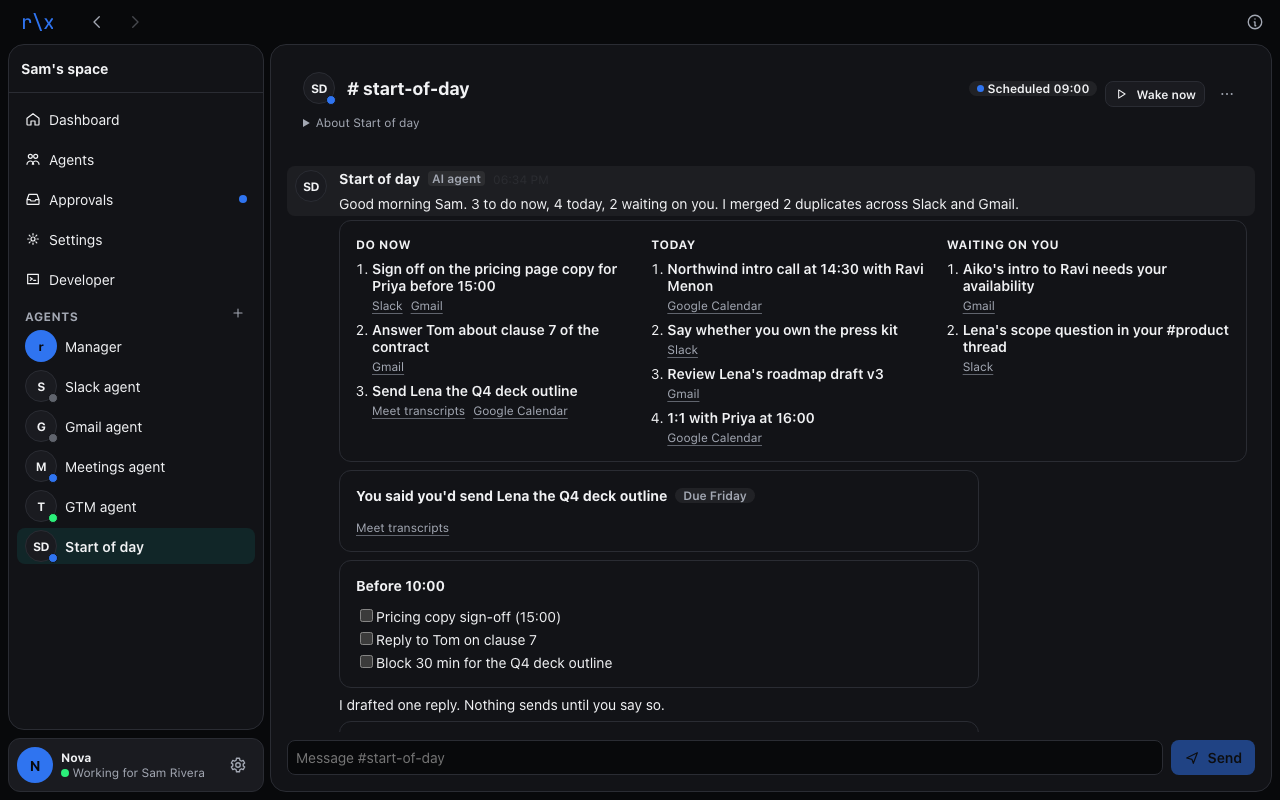 r\x
Sam's space
Dashboard
Agents
Approvals
Settings
Developer
AGENTS
r Manager
S Slack agent
G Gmail agent
M Meetings agent
T GTM agent
SD Start of day
N Nova
Working for Sam Rivera
SD # start-of-day
Scheduled 09:00
Wake now
About Start of day
SD Start of day AI agent 06:34 PM
Good morning Sam. 3 to do now, 4 today, 2 waiting on you. I merged 2 duplicates across Slack and Gmail.
DO NOW
1. Sign off on the pricing page copy for
Priya before 15:00
Slack Gmail
2. Answer Tom about clause 7 of the
contract
Gmail
3. Send Lena the Q4 deck outline
Meet transcripts Google Calendar
TODAY
1. Northwind intro call at 14:30 with Ravi
Menon
Google Calendar
2. Say whether you own the press kit
Slack
3. Review Lena's roadmap draft v3
Gmail
4. 1:1 with Priya at 16:00
Google Calendar
WAITING ON YOU
1. Aiko's intro to Ravi needs your
availability
Gmail
2. Lena's scope question in your #product
thread
Slack
You said you'd send Lena the Q4 deck outline Due Friday
Meet transcripts
Before 10:00
Pricing copy sign-off (15:00)
Reply to Tom on clause 7
Block 30 min for the Q4 deck outline
I drafted one reply. Nothing sends until you say so.
Message #start-of-day
Send